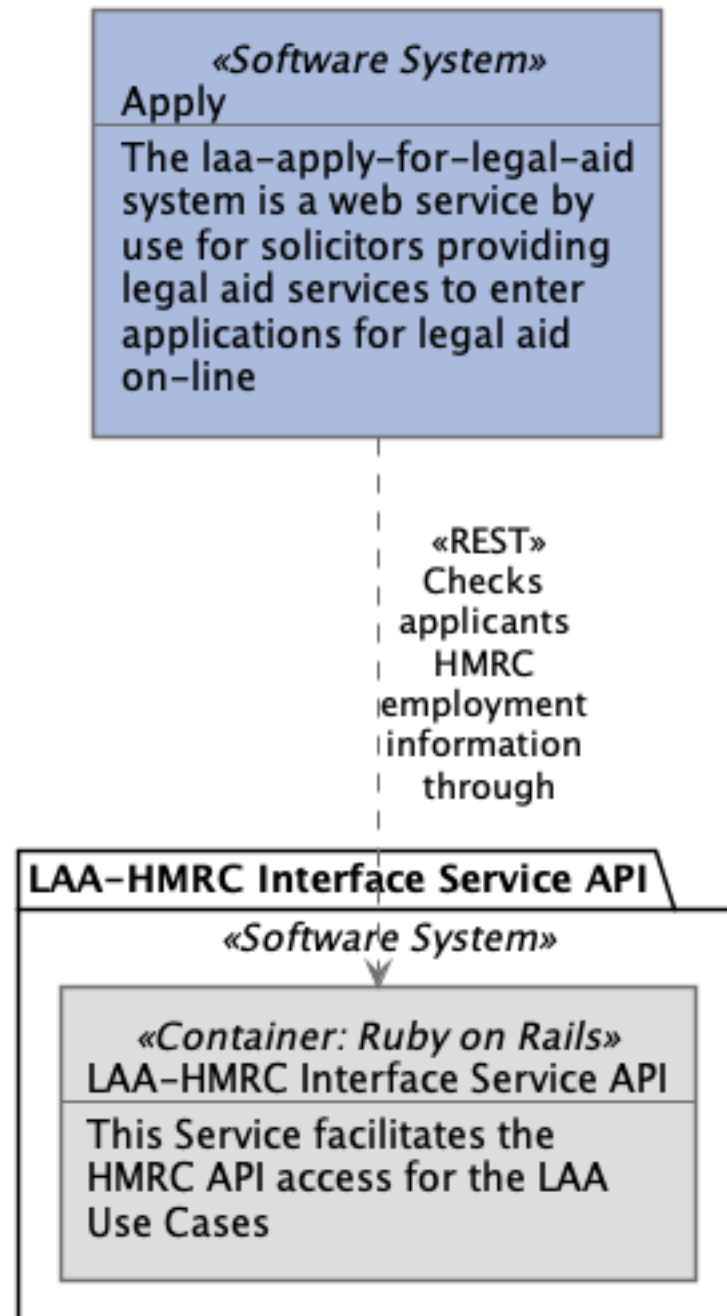 «Software System»
Apply
The laa-apply-for-legal-aid
system is a web service by
use for solicitors providing
legal aid services to enter
applications for legal aid
on-line
«REST»
Checks
applicants
HMRC
employment
information
through
LAA-HMRC Interface Service API
«Software System»
«Container: Ruby on Rails»
LAA-HMRC Interface Service API
This Service facilitates the
HMRC API access for the LAA
Use Cases